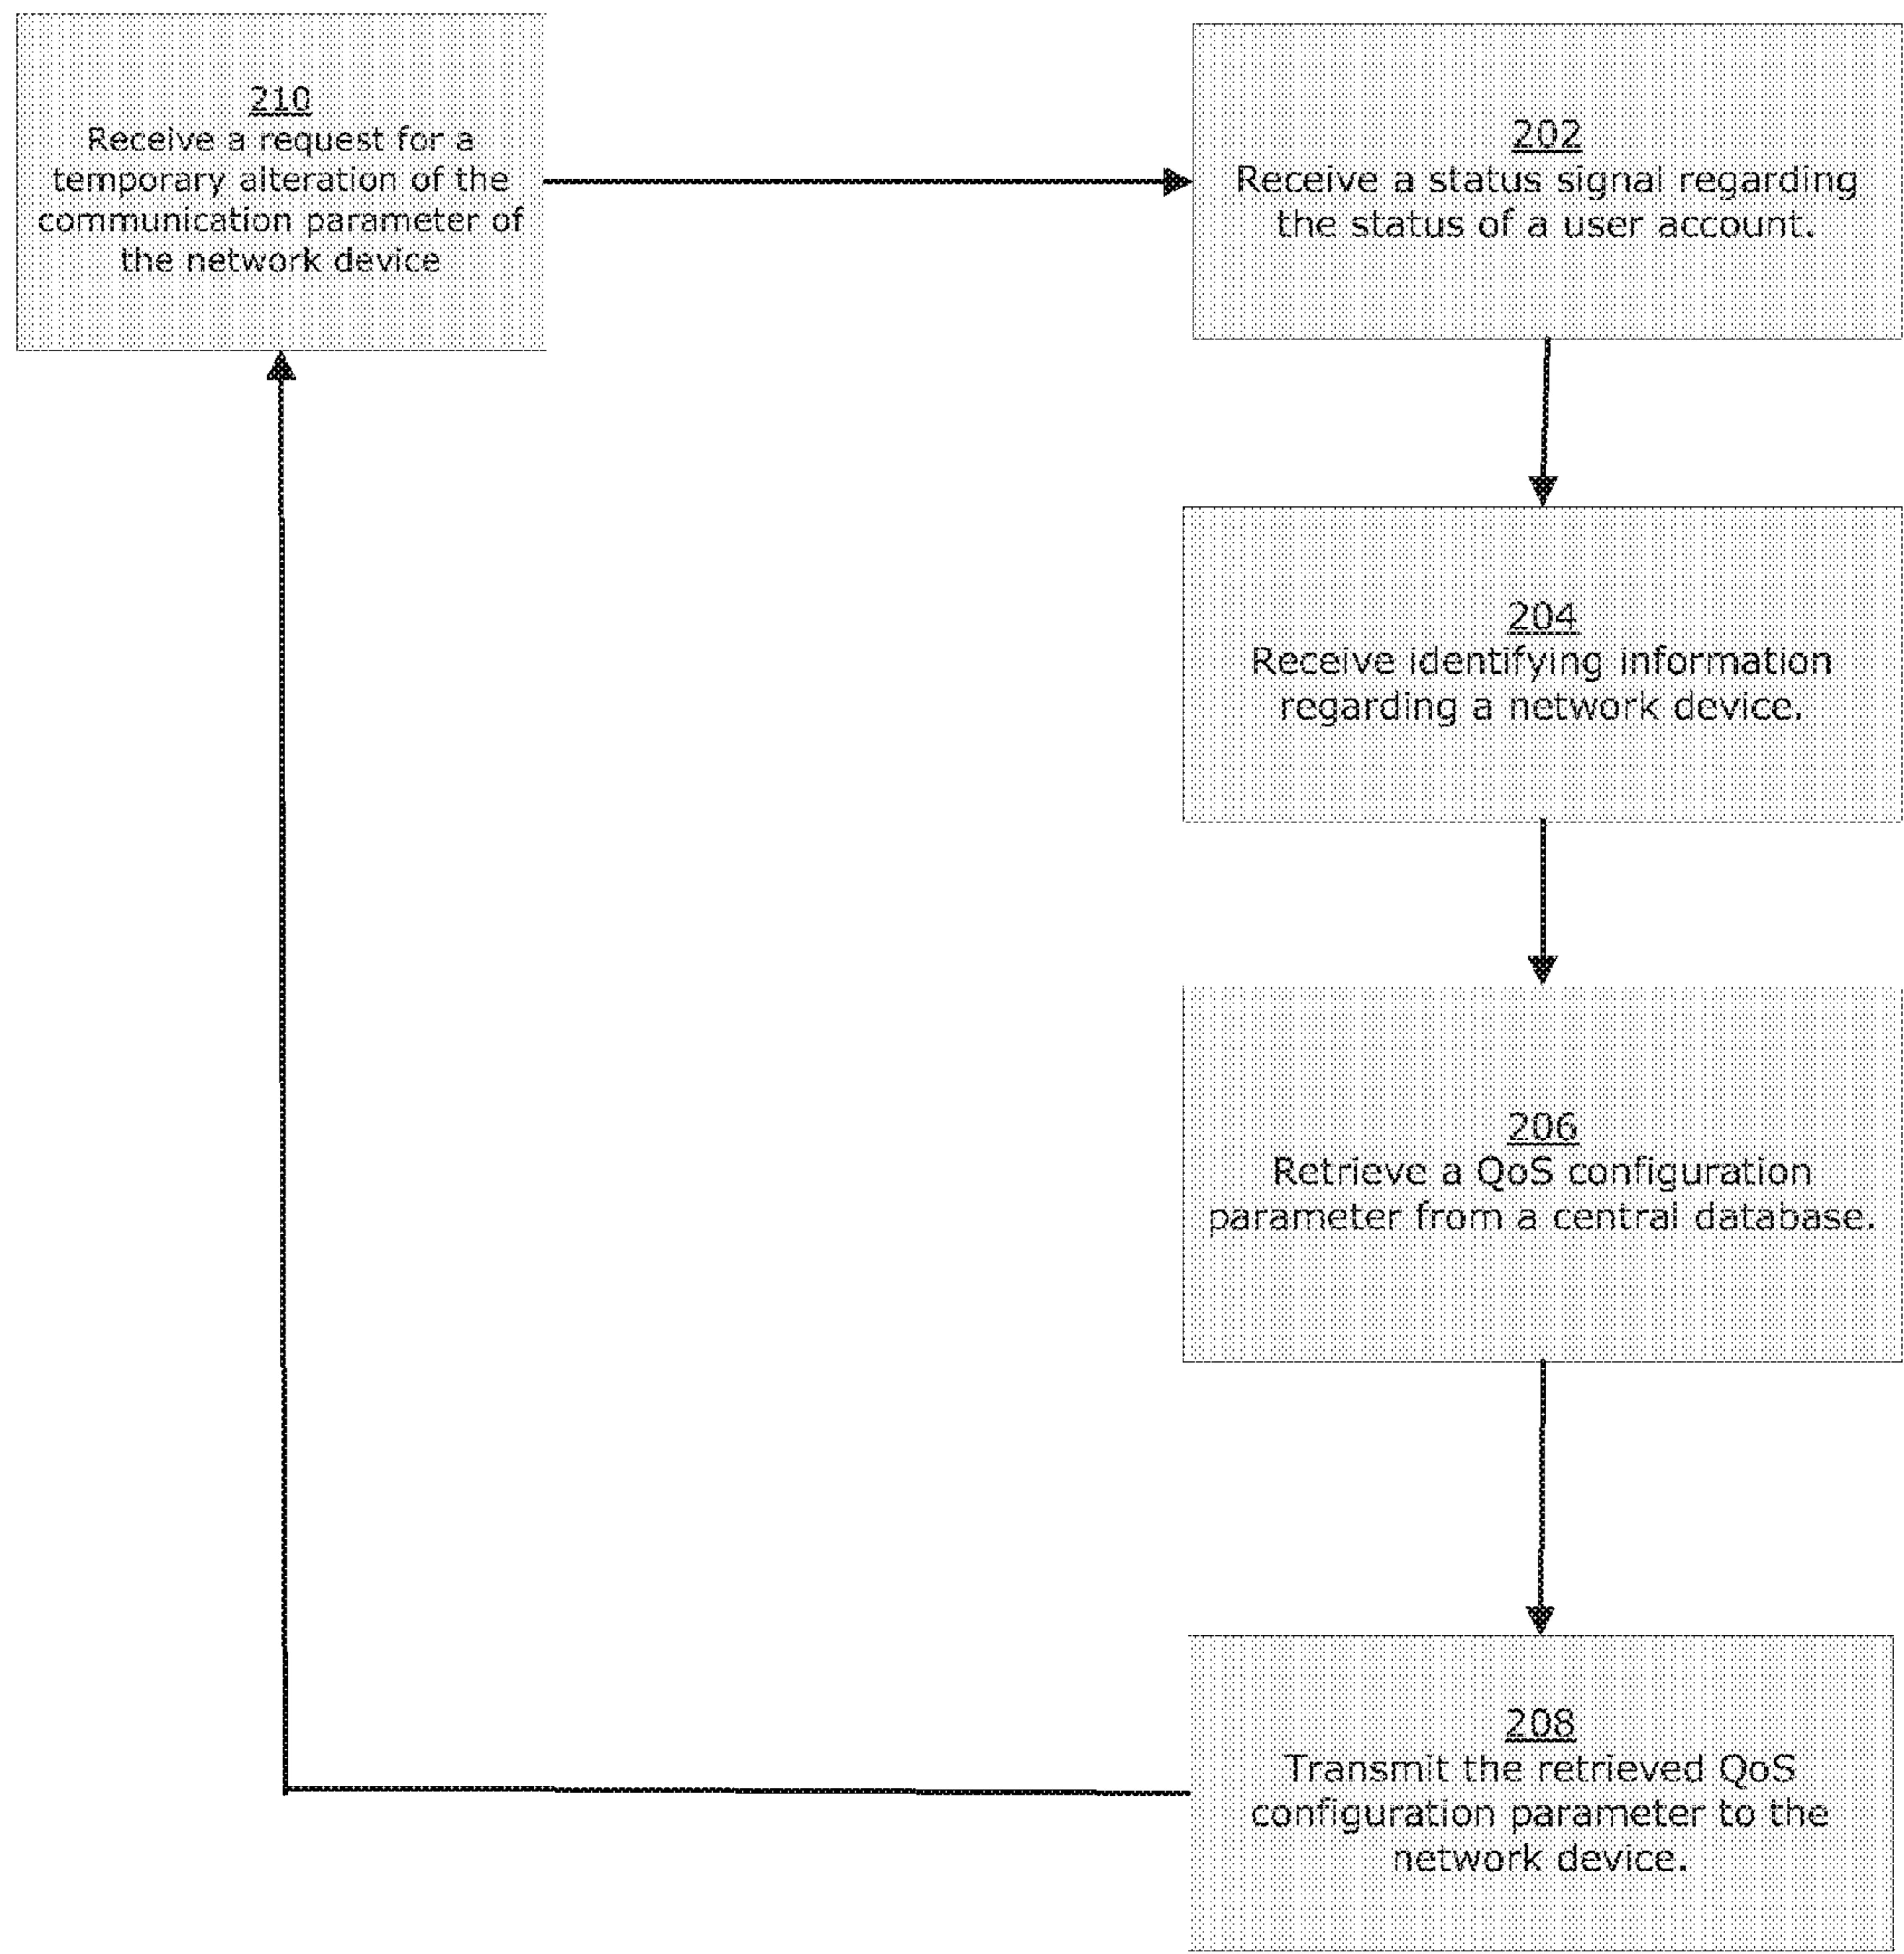 210
Receive a request for a
temporary alteration of the
communication parameter of
the network device
202
Receive a status signal regarding
the status of a user account.
204
Receive identifying information
regarding a network device.
206
Retrieve a QoS configuration
parameter from a central database.
208
Transmit the retrieved QoS
configuration parameter to the
network device.